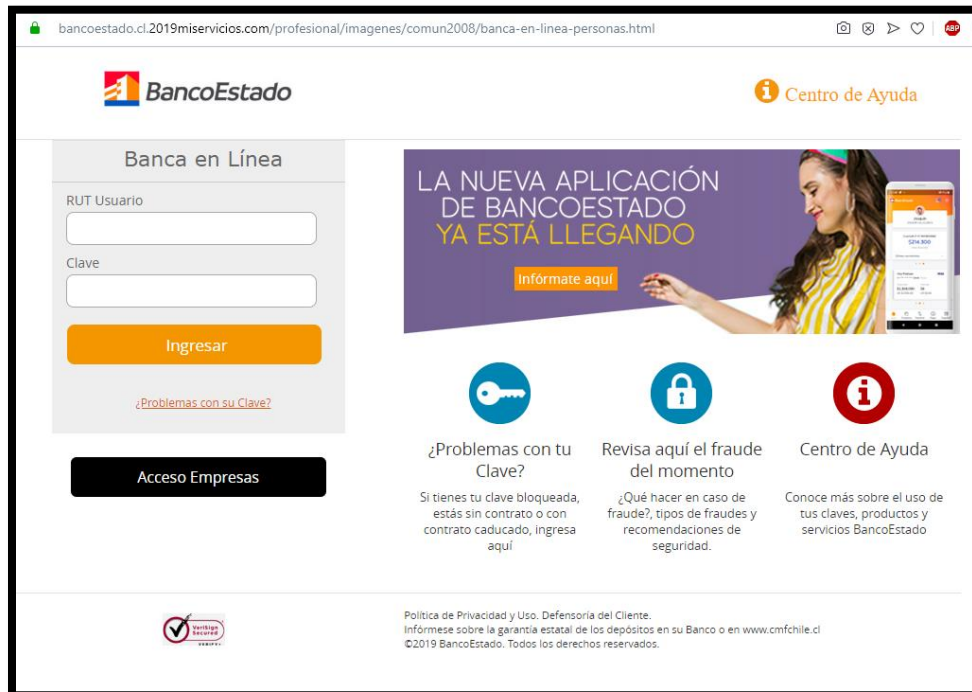 bancoestado.cl.2019miservicios.com/profesional/imagenes/comun2008/banca-en-linea-personas.html
ABP
BancoEstado
Centro de Ayuda
Banca en Línea
RUT Usuario
Clave
Ingresar
¿Problemas con su Clave?
Acceso Empresas
LA NUEVA APLICACIÓN
DE BANCOESTADO
YA ESTÁ LLEGANDO
Infórmate aquí
¿Problemas con tu
Clave?
Si tienes tu clave bloqueada,
estás sin contrato o con
contrato caducado, ingresa
aquí
Revisa aquí el fraude
del momento
¿Qué hacer en caso de
fraude?, tipos de fraudes y
recomendaciones de
seguridad.
Centro de Ayuda
Conoce más sobre el uso de
tus claves, productos y
servicios BancoEstado
VeriSign
Secured
Política de Privacidad y Uso. Defensoría del Cliente.
Infórmese sobre la garantía estatal de los depósitos en su Banco o en www.cmfchile.cl
©2019 BancoEstado. Todos los derechos reservados.